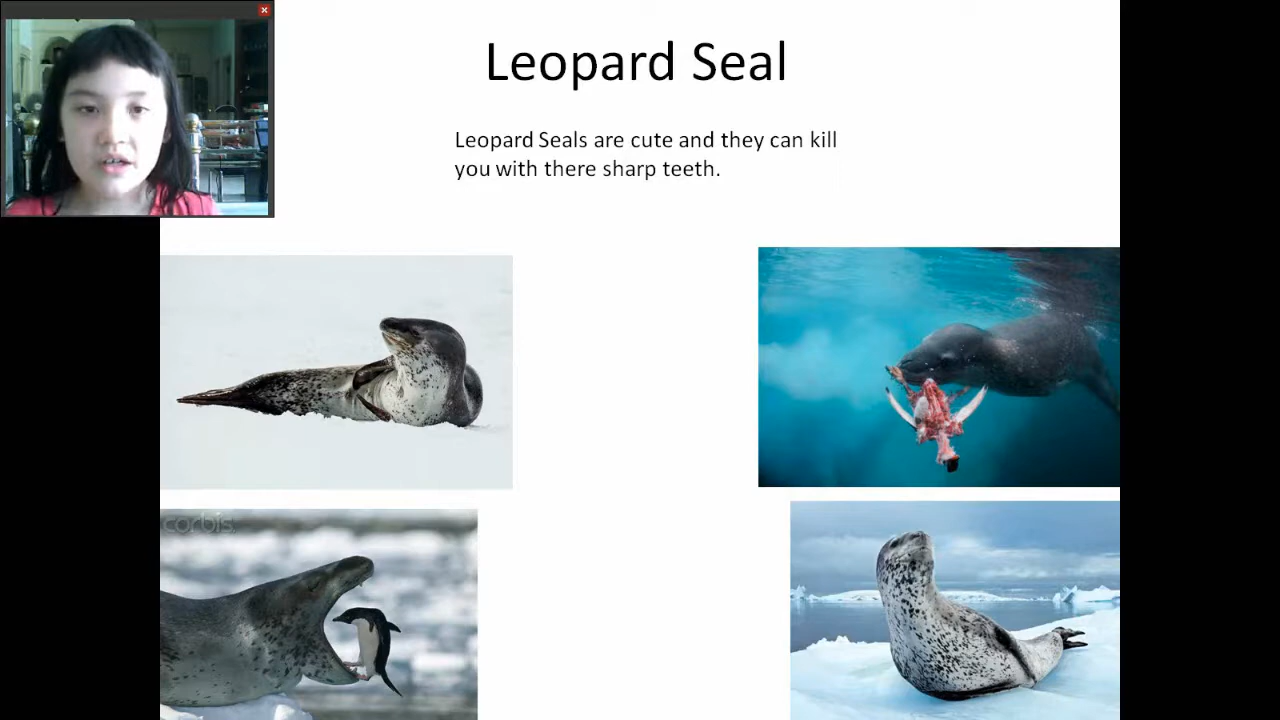 Leopard Seal
Leopard Seals are cute and they can kill
you with there sharp teeth.
corbis